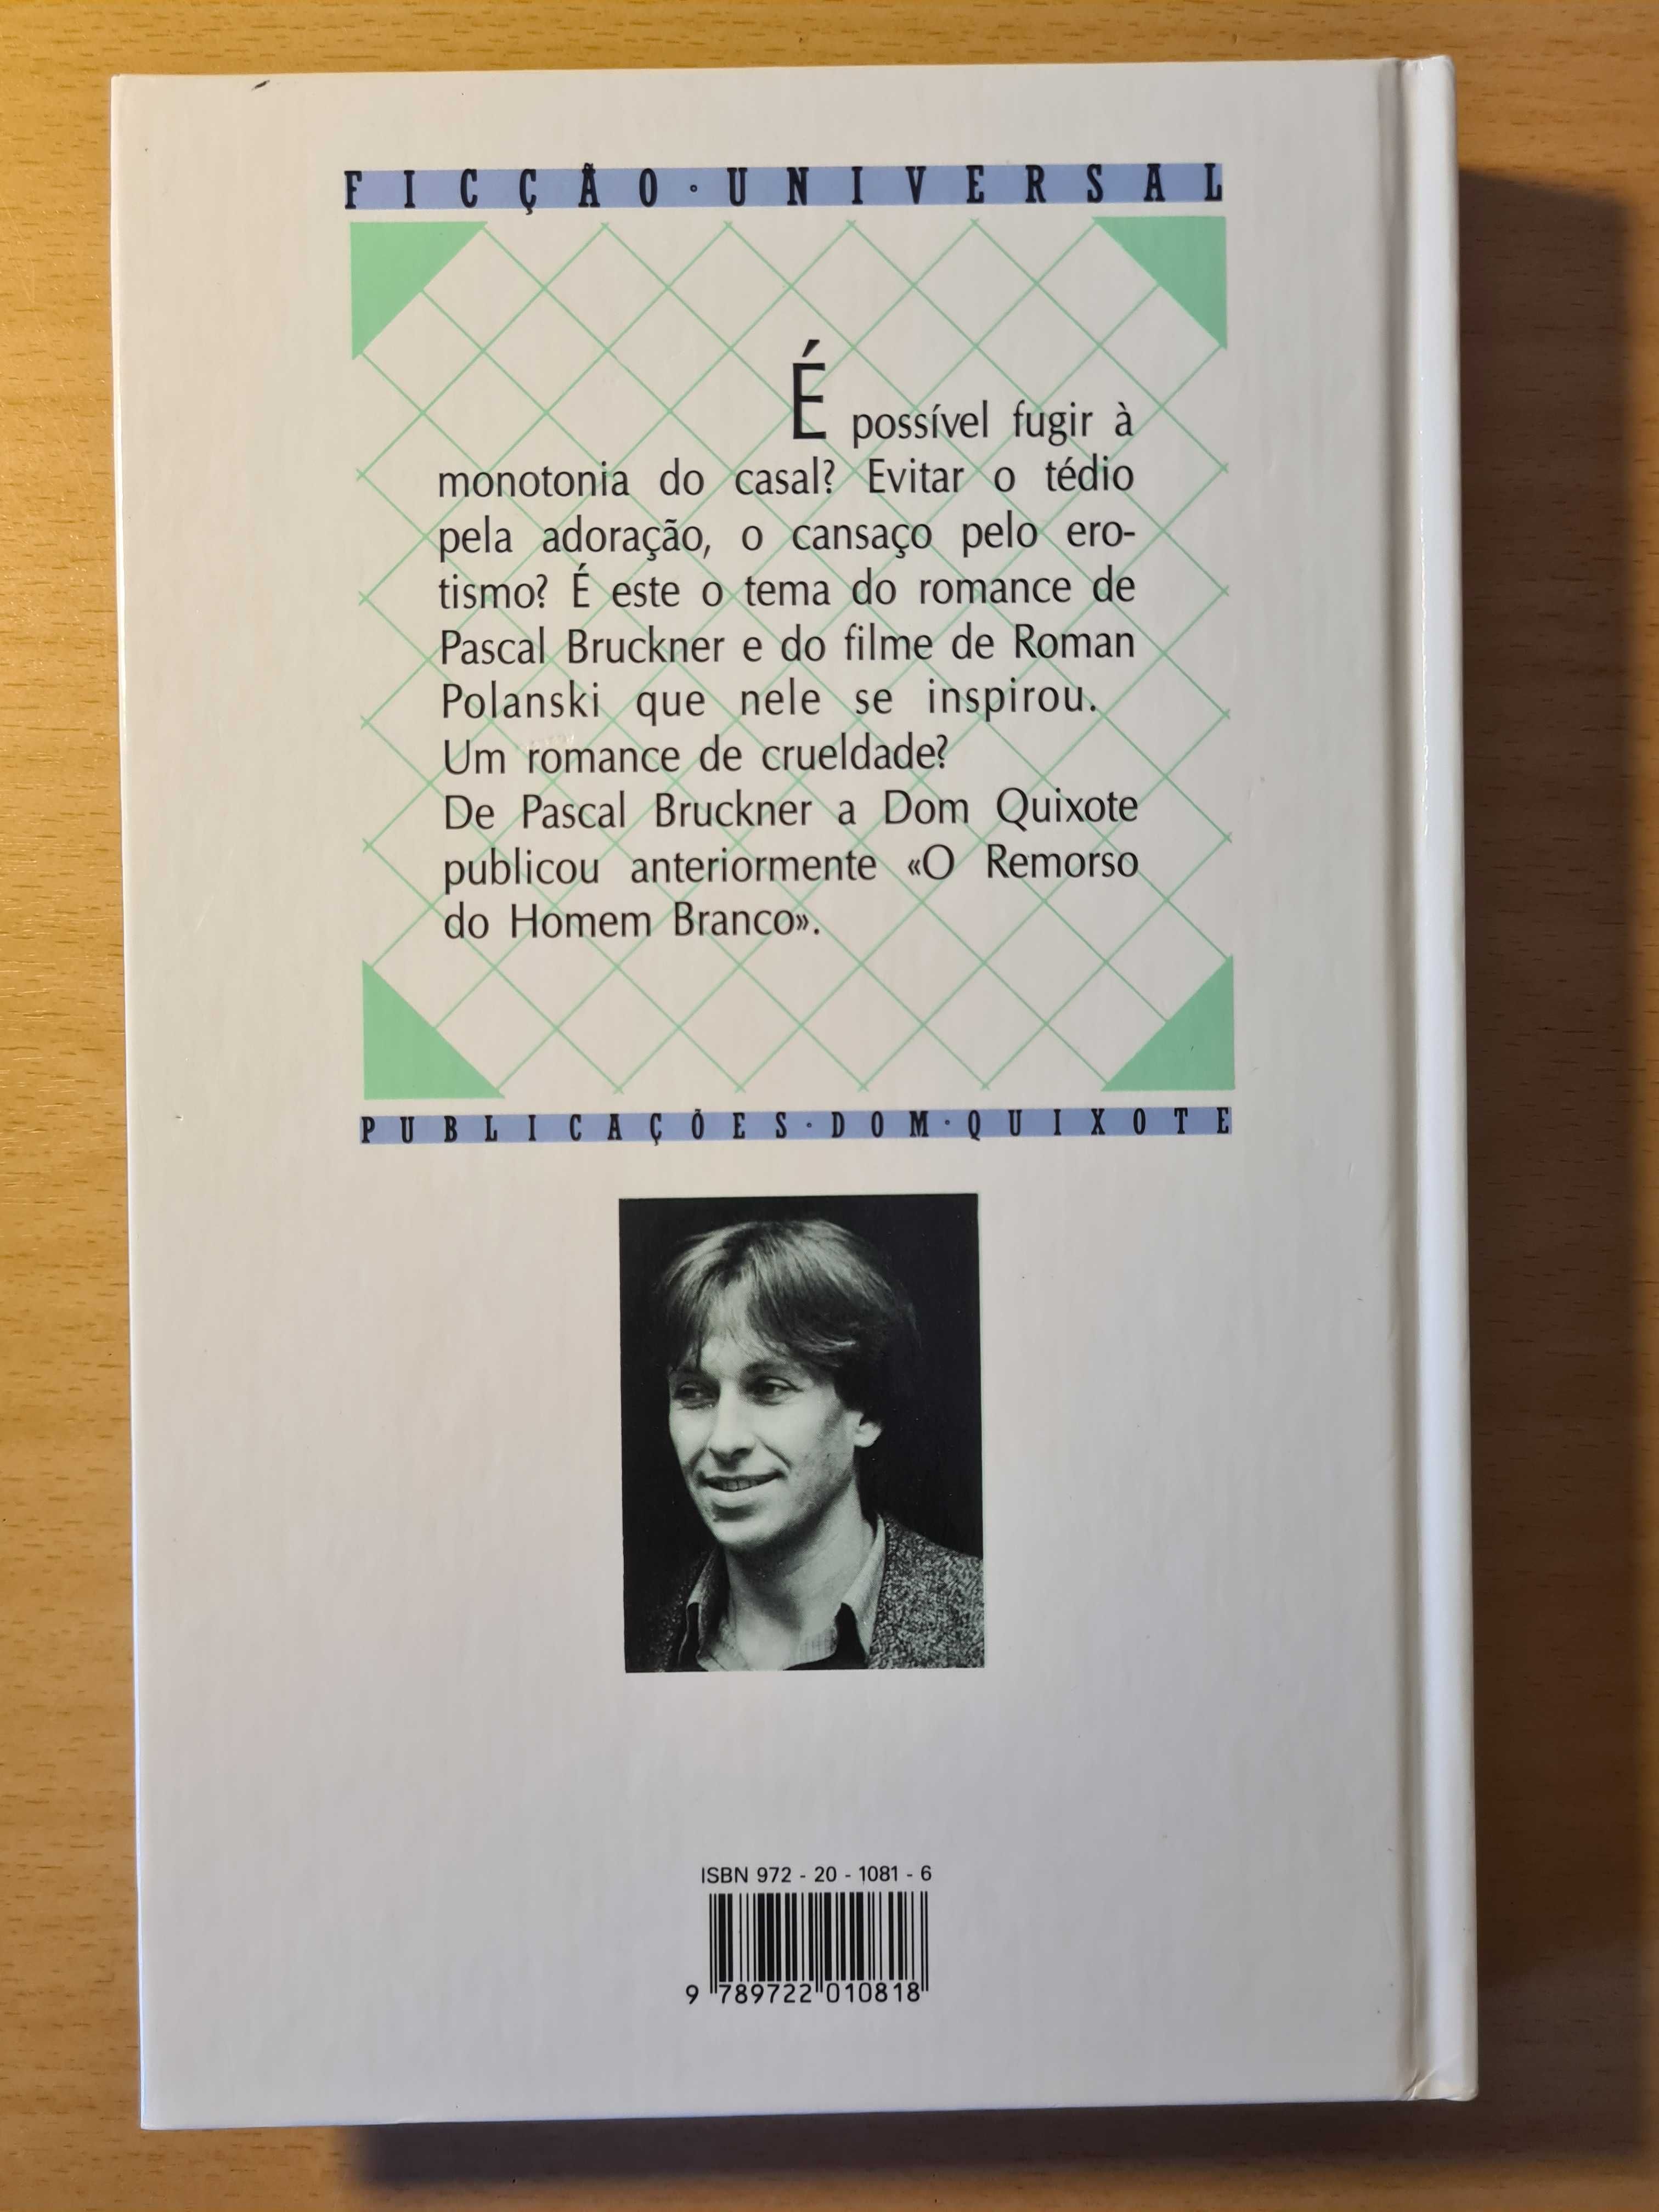 FICÇÃO·UNIVERSAL
É possível fugir à
monotonia do casal? Evitar o tédio
pela adoração, o cansaço pelo ero-
tismo? É este o tema do romance de
Pascal Bruckner e do filme de Roman
Polanski que nele se inspirou.
Um romance de crueldade?
De Pascal Bruckner a Dom Quixote
publicou anteriormente «O Remorso
do Homem Branco».
PUBLICAÇÕES·DOM·QUIXOTE
ISBN 972 - 20 - 1081 - 6
9 789722 010818